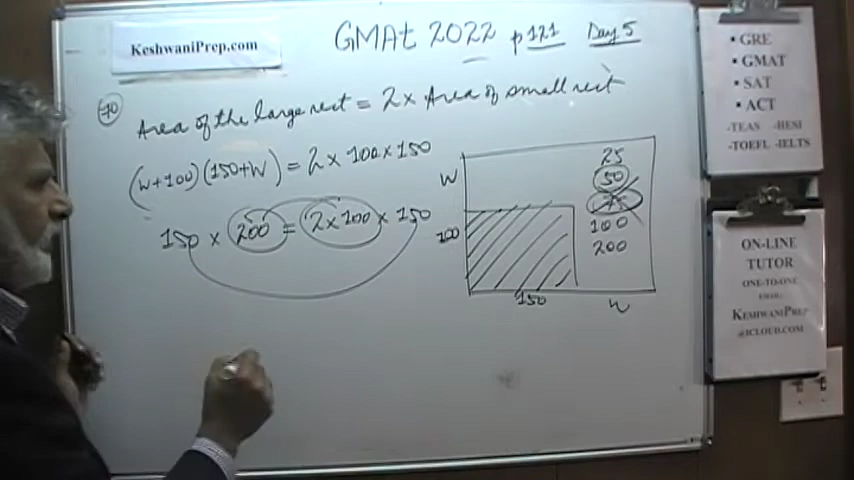 KeshwaniPrep.com
GMAt 2022 p 121 Day 5
Area of the large rect = 2 x Area of small rect
(W+100)(150+W) = 2 x 100 x 150
150 x 200 = 2 x 100 x 150
W
100
150
W
25
50
75
100
200
• GRE
• GMAT
• SAT
• ACT
-TEAS -HESI
-TOEFL -IELTS
ON-LINE
TUTOR
ONE-TO-ONE
KESHWANIPREP
@ICLOUD.COM